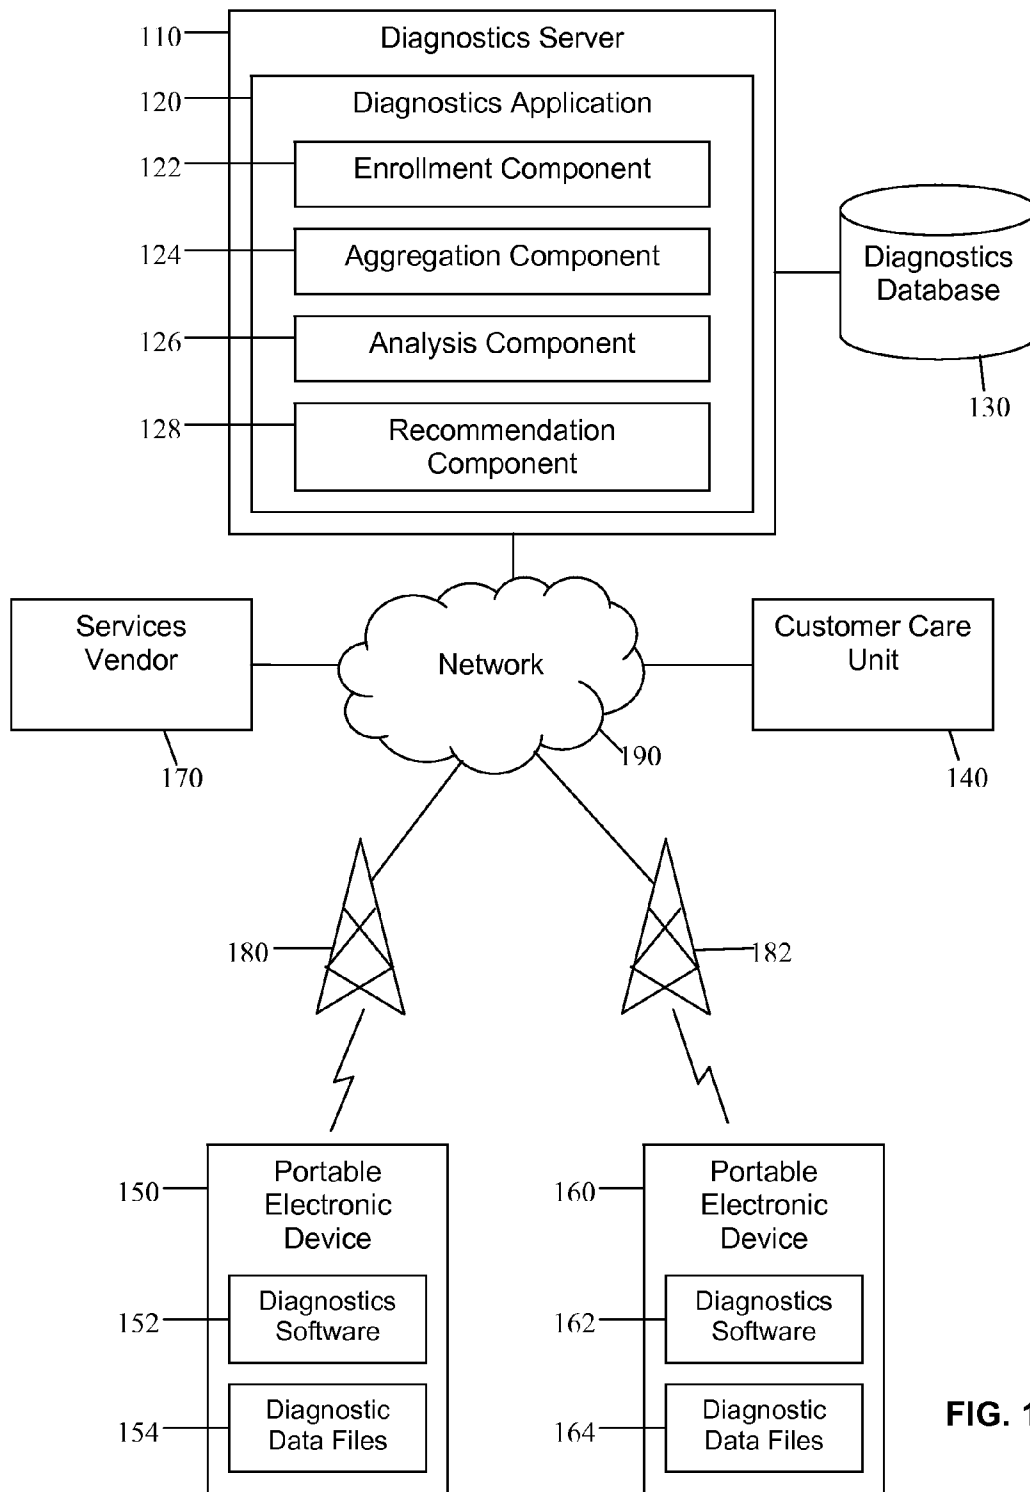 110
Diagnostics Server
120
Diagnostics Application
122
Enrollment Component
124
Aggregation Component
126
Analysis Component
128
Recommendation
Component
Diagnostics
Database
130
Services
Vendor
170
Network
190
Customer Care
Unit
140
180
182
150
Portable
Electronic
Device
152
Diagnostics
Software
154
Diagnostic
Data Files
160
Portable
Electronic
Device
162
Diagnostics
Software
164
Diagnostic
Data Files
FIG. 1